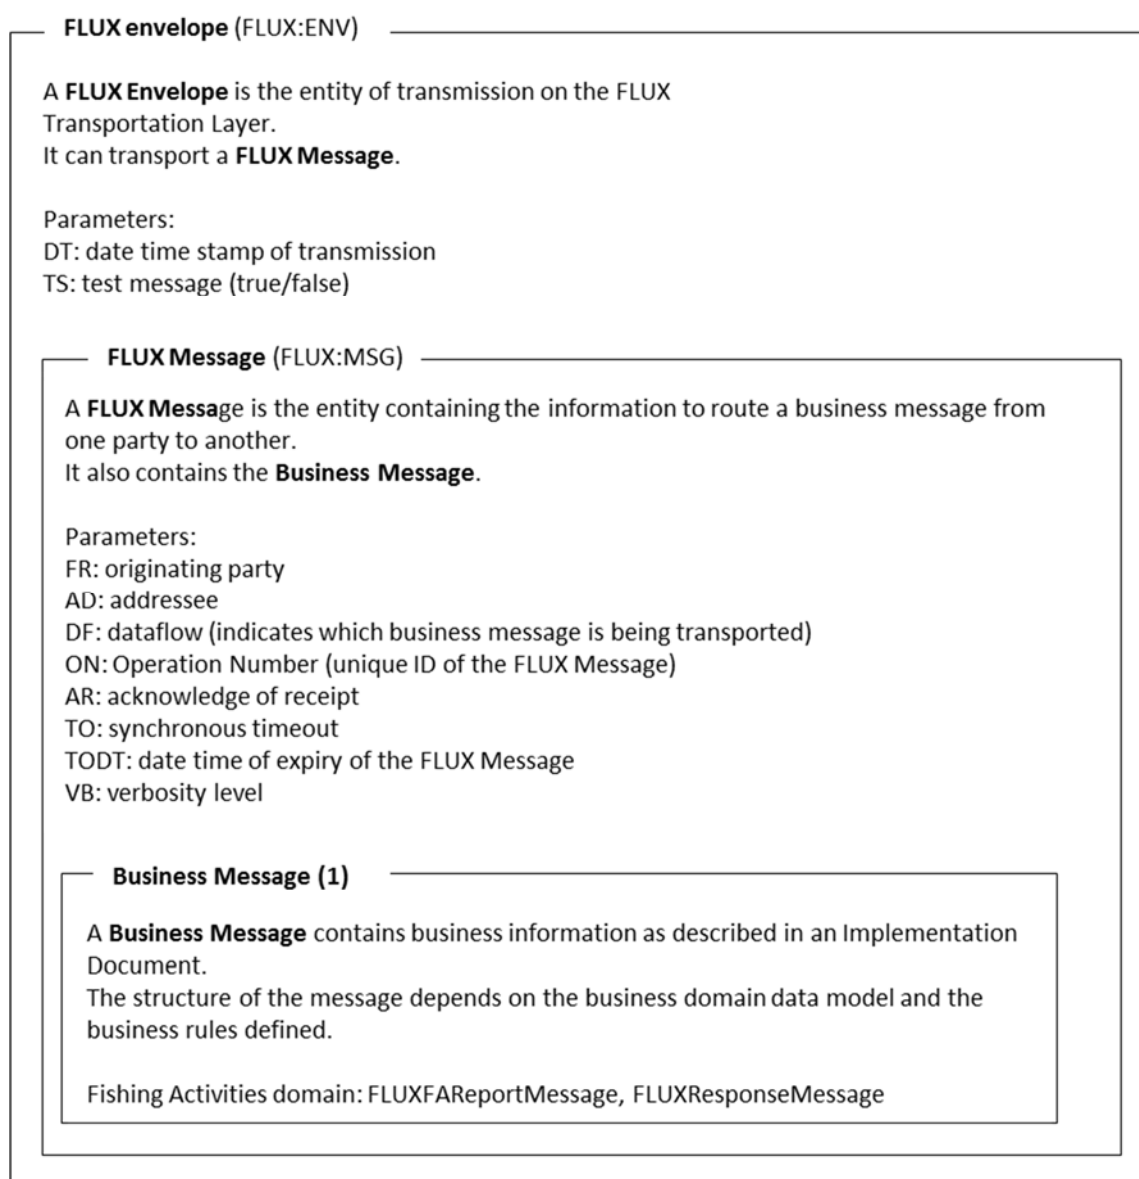 FLUX envelope (FLUX:ENV)
A FLUX Envelope is the entity of transmission on the FLUX
Transportation Layer.
It can transport a FLUX Message.
Parameters:
DT: date time stamp of transmission
TS: test message (true/false)
FLUX Message (FLUX:MSG)
A FLUX Message is the entity containing the information to route a business message from
one party to another.
It also contains the Business Message.
Parameters:
FR: originating party
AD: addressee
DF: dataflow (indicates which business message is being transported)
ON: Operation Number (unique ID of the FLUX Message)
AR: acknowledge of receipt
TO: synchronous timeout
TODT: date time of expiry of the FLUX Message
VB: verbosity level
Business Message (1)
A Business Message contains business information as described in an Implementation
Document.
The structure of the message depends on the business domain data model and the
business rules defined.
Fishing Activities domain: FLUXFAReportMessage, FLUXResponseMessage